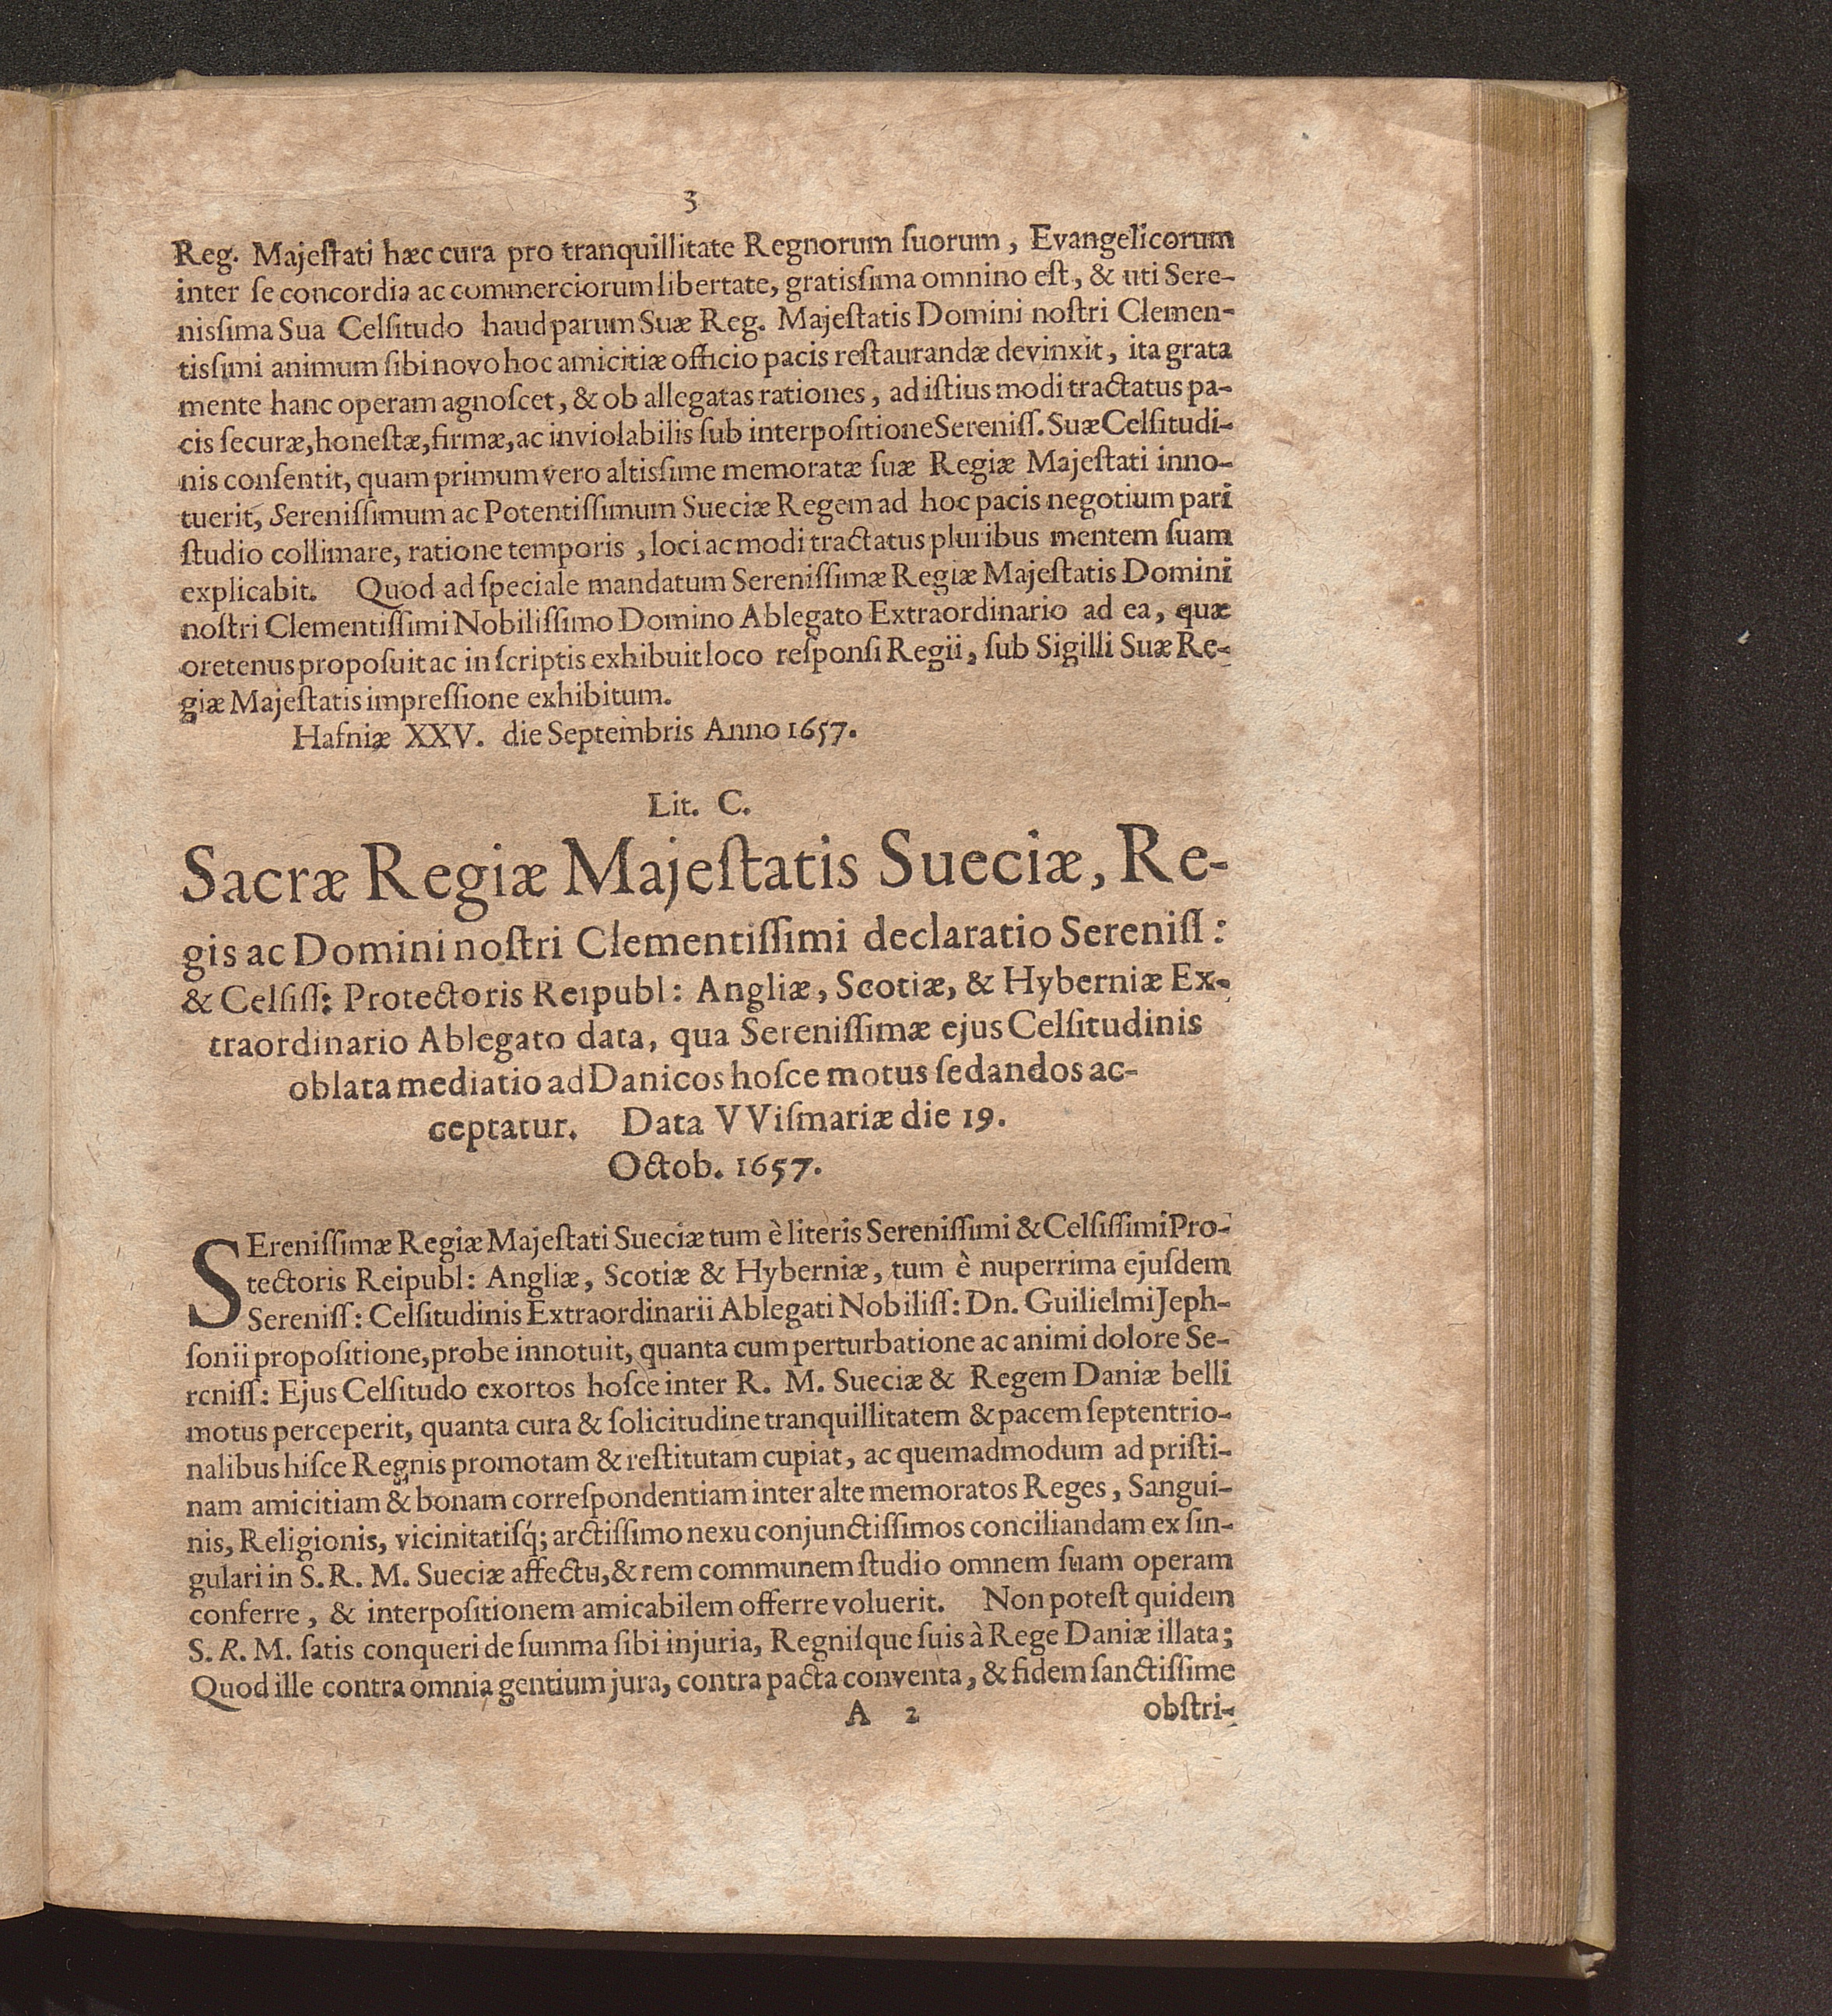 3
Reg. Majeſtati hæc cura pro tranquillitate Regnorum ſuorum, Evangelicorum
inter ſe concordia ac commerciorum libertate, gratisſima omnino eſt, & uti Sere-
nisſima Sua Celſitudo haud parum Suæ Reg. Majeſtatis Domini noſtri Clemen-
tisſimi animum ſibi novo hoc amicitiæ officio pacis reſtaurandæ devinxit, ita grata
mente hanc operam agnoſcet, & ob allegatas rationes, ad iſtius modi tractatus pa-
cis ſecuræ, honeſtæ, firmæ, ac inviolabilis ſub interpoſitione Sereniſſ. Suæ Celſitudi-
nis conſentit, quam primum vero altisſime memoratæ ſuæ Regiæ Majeſtati inno-
tuerit, Sereniſſimum ac Potentiſſimum Sueciæ Regem ad hoc pacis negotium pari
ſtudio collimare, ratione temporis, loci ac modi tractatus pluribus mentem ſuam
explicabit. Quod ad ſpeciale mandatum Sereniſſimæ Regiæ Majeſtatis Domini
noſtri Clementiſſimi Nobiliſſimo Domino Ablegato Extraordinario ad ea, quæ
oretenus propoſuit ac in ſcriptis exhibuit loco reſponſi Regii, ſub Sigilli Suæ Re-
giæ Majeſtatis impreſſione exhibitum.
Hafniæ XXV. die Septembris Anno 1657.
Lit. C.
Sacræ Regiæ Majeſtatis Sueciæ, Re-
gis ac Domini noſtri Clementiſſimi declaratio Sereniſſ:
& Celſiſſ: Protectoris Reipubl: Angliæ, Scotiæ, & Hyberniæ Ex-
traordinario Ablegato data, qua Sereniſſimæ ejus Celſitudinis
oblata mediatio ad Danicos hoſce motus ſedandos ac-
ceptatur. Data VViſmariæ die 19.
Octob. 1657.
SEreniſſimæ Regiæ Majeſtati Sueciæ tum è literis Sereniſſimi & Celſiſſimi Pro-
tectoris Reipubl: Angliæ, Scotiæ & Hyberniæ, tum è nuperrima ejuſdem
Sereniſſ: Celſitudinis Extraordinarii Ablegati Nobiliſſ: Dn. Guilielmi Jeph-
ſonii propoſitione, probe innotuit, quanta cum perturbatione ac animi dolore Se-
reniſſ: Ejus Celſitudo exortos hoſce inter R. M. Sueciæ & Regem Daniæ belli
motus perceperit, quanta cura & ſolicitudine tranquillitatem & pacem ſeptentrio-
nalibus hiſce Regnis promotam & reſtitutam cupiat, ac quemadmodum ad priſti-
nam amicitiam & bonam correſpondentiam inter alte memoratos Reges, Sangui-
nis, Religionis, vicinitatiſq́; arctiſſimo nexu conjunctiſſimos conciliandam ex ſin-
gulari in S. R. M. Sueciæ affectu, & rem communem ſtudio omnem ſuam operam
conferre, & interpoſitionem amicabilem offerre voluerit. Non poteſt quidem
S. R. M. ſatis conqueri de ſumma ſibi injuria, Regniſque ſuis à Rege Daniæ illata;
Quod ille contra omnia gentium jura, contra pacta conventa, & fidem ſanctisſime
A 2 obſtri-